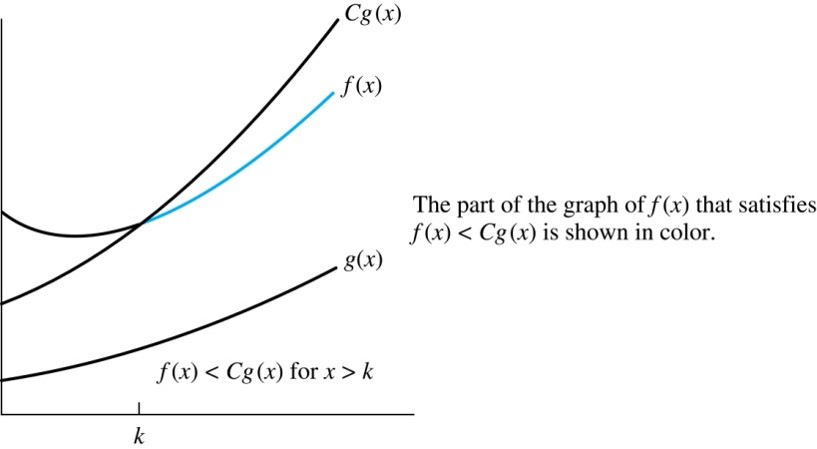 Cg(x)
f(x)
The part of the graph of f(x) that satisfies
f(x) < Cg(x) is shown in color.
g(x)
f(x) < Cg(x) for x > k
k